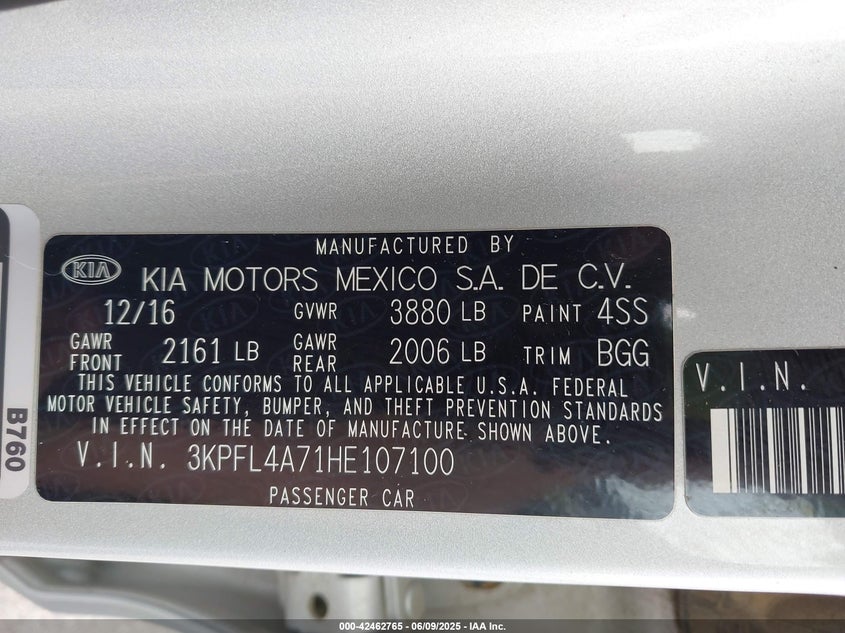 MANUFACTURED BY
KIA KIA MOTORS MEXICO S.A. DE C.V.
12/16 GVWR 3880 LB PAINT 4SS
GAWR FRONT 2161 LB GAWR REAR 2006 LB TRIM BGG
THIS VEHICLE CONFORMS TO ALL APPLICABLE U.S.A. FEDERAL
MOTOR VEHICLE SAFETY, BUMPER, AND THEFT PREVENTION STANDARDS
IN EFFECT ON THE DATE OF MANUFACTURE SHOWN ABOVE.
V.I.N. 3KPFL4A71HE107100
PASSENGER CAR
B760
V.I.N.
000-42462765 - 06/09/2025 - IAA Inc.